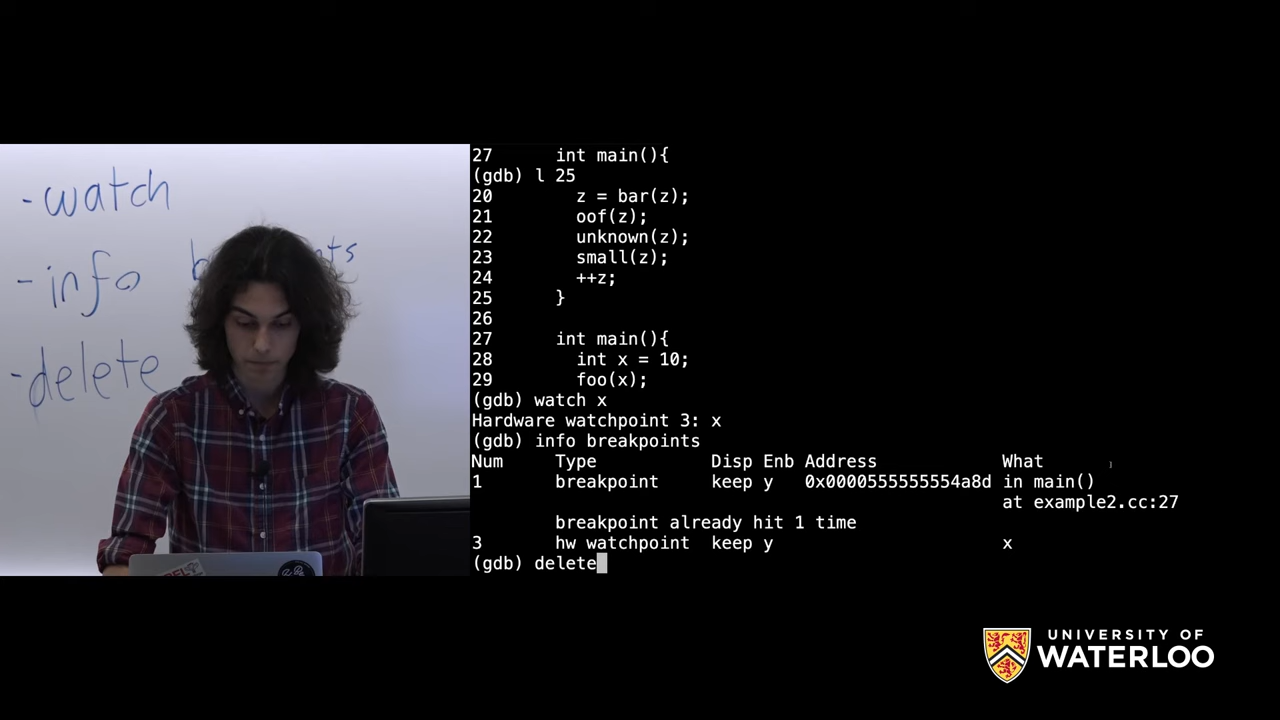 -watch
-info b nts
-delete
27 int main(){
(gdb) l 25
20 z = bar(z);
21 oof(z);
22 unknown(z);
23 small(z);
24 ++z;
25 }
26
27 int main(){
28 int x = 10;
29 foo(x);
(gdb) watch x
Hardware watchpoint 3: x
(gdb) info breakpoints
Num Type Disp Enb Address What
1 breakpoint keep y 0x0000555555554a8d in main()
at example2.cc:27
breakpoint already hit 1 time
3 hw watchpoint keep y x
(gdb) delete
UNIVERSITY OF
WATERLOO